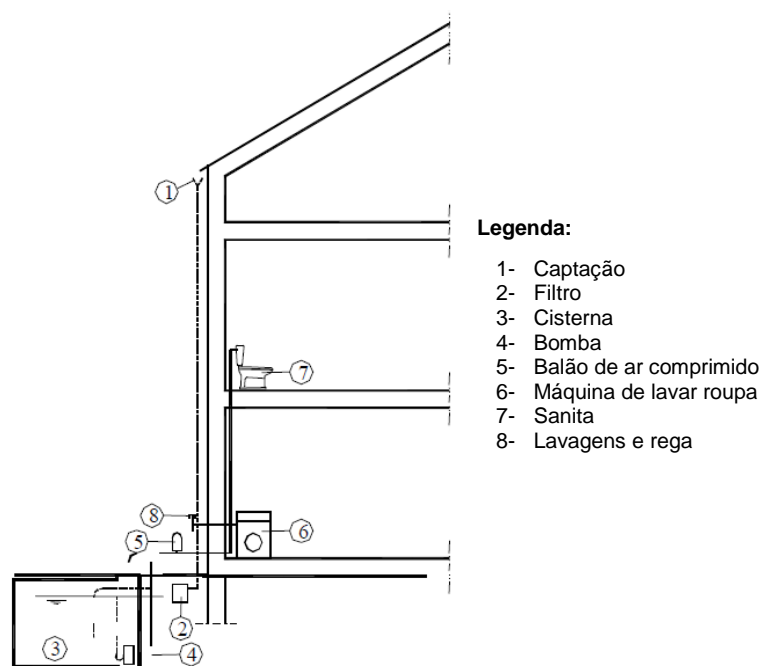 1
Legenda:
1- Captação
2- Filtro
3- Cisterna
4- Bomba
5- Balão de ar comprimido
6- Máquina de lavar roupa
7- Sanita
8- Lavagens e rega
7
8
5
6
2
3
4